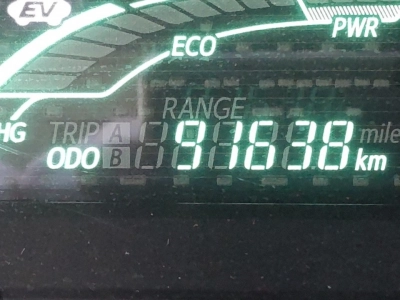 EV
ECO
PWR
CHG
RANGE
TRIP A mile
ODO B 91638 km